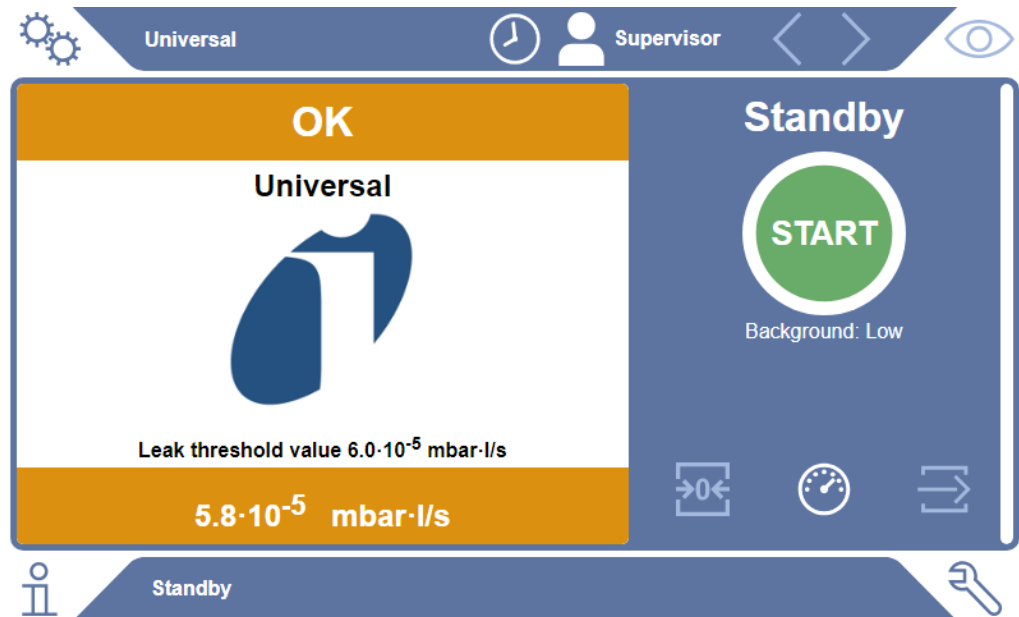 Universal
Supervisor
OK
Universal
Leak threshold value 6.0·10⁻⁵ mbar·l/s
5.8·10⁻⁵ mbar·l/s
Standby
START
Background: Low
→0←
Standby